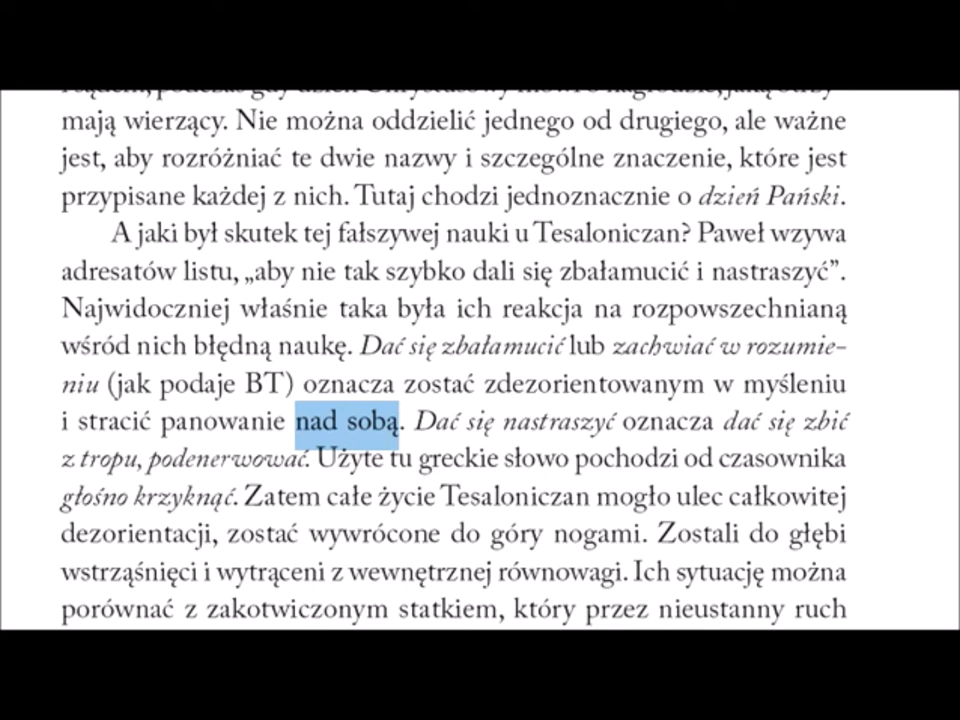 mają wierzący. Nie można oddzielić jednego od drugiego, ale ważne
jest, aby rozróżniać te dwie nazwy i szczególne znaczenie, które jest
przypisane każdej z nich. Tutaj chodzi jednoznacznie o dzień Pański.
A jaki był skutek tej fałszywej nauki u Tesaloniczan? Paweł wzywa
adresatów listu, „aby nie tak szybko dali się zbałamucić i nastraszyć”.
Najwidoczniej właśnie taka była ich reakcja na rozpowszechnianą
wśród nich błędną naukę. Dać się zbałamucić lub zachwiać w rozumie-
niu (jak podaje BT) oznacza zostać zdezorientowanym w myśleniu
i stracić panowanie nad sobą. Dać się nastraszyć oznacza dać się zbić
z tropu, podenerwować. Użyte tu greckie słowo pochodzi od czasownika
głośno krzyknąć. Zatem całe życie Tesaloniczan mogło ulec całkowitej
dezorientacji, zostać wywrócone do góry nogami. Zostali do głębi
wstrząśnięci i wytrąceni z wewnętrznej równowagi. Ich sytuację można
porównać z zakotwiczonym statkiem, który przez nieustanny ruch